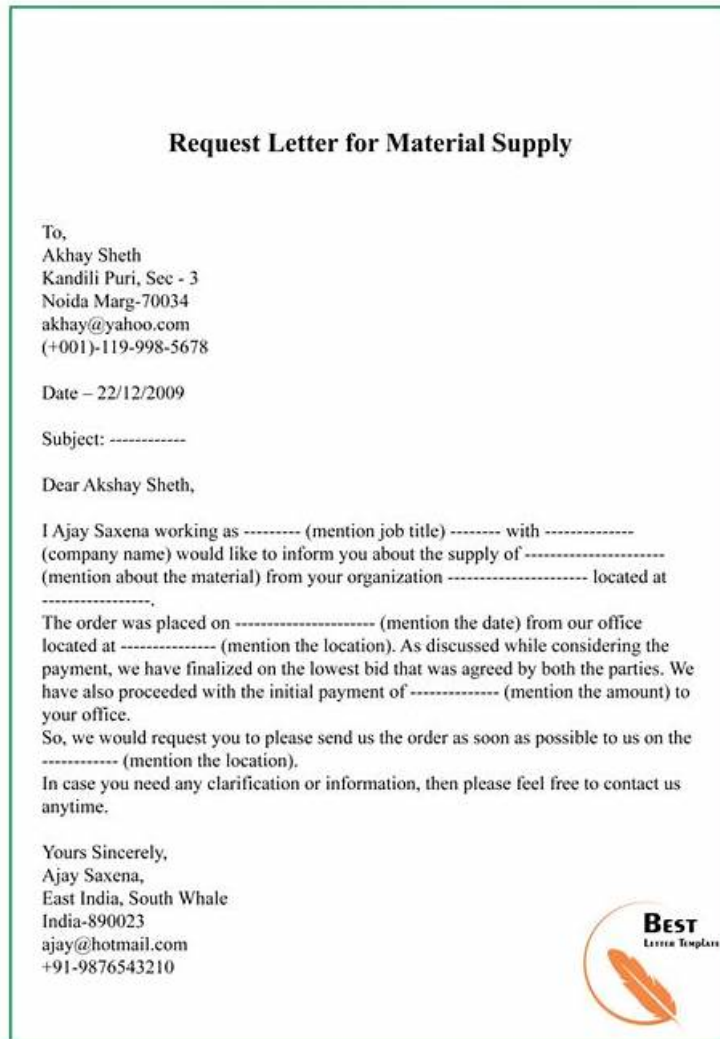 Request Letter for Material Supply
To,
Akhay Sheth
Kandili Puri, Sec - 3
Noida Marg-70034
akhay@yahoo.com
(+001)-119-998-5678
Date – 22/12/2009
Subject: ------------
Dear Akshay Sheth,
I Ajay Saxena working as --------- (mention job title) -------- with --------------
(company name) would like to inform you about the supply of ----------------------
(mention about the material) from your organization ---------------------- located at
-----------------.
The order was placed on ---------------------- (mention the date) from our office
located at --------------- (mention the location). As discussed while considering the
payment, we have finalized on the lowest bid that was agreed by both the parties. We
have also proceeded with the initial payment of -------------- (mention the amount) to
your office.
So, we would request you to please send us the order as soon as possible to us on the
------------ (mention the location).
In case you need any clarification or information, then please feel free to contact us
anytime.
Yours Sincerely,
Ajay Saxena,
East India, South Whale
India-890023
ajay@hotmail.com
+91-9876543210
BEST
LETTER TEMPLATE